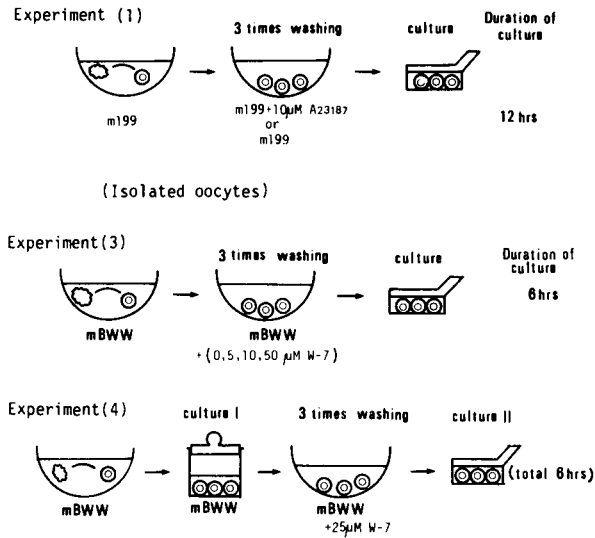 Experiment (1)
3 times washing
culture
Duration of
culture
m199
m199+10μM A23187
or
m199
12 hrs
(Isolated oocytes)
Experiment(3)
3 times washing
culture
Duration of
culture
6hrs
mBWW
mBWW
+(0,5,10,50 μM W-7)
Experiment(4)
culture I
3 times washing
culture II
(total 6hrs)
mBWW
mBWW
mBWW
+25μM W-7